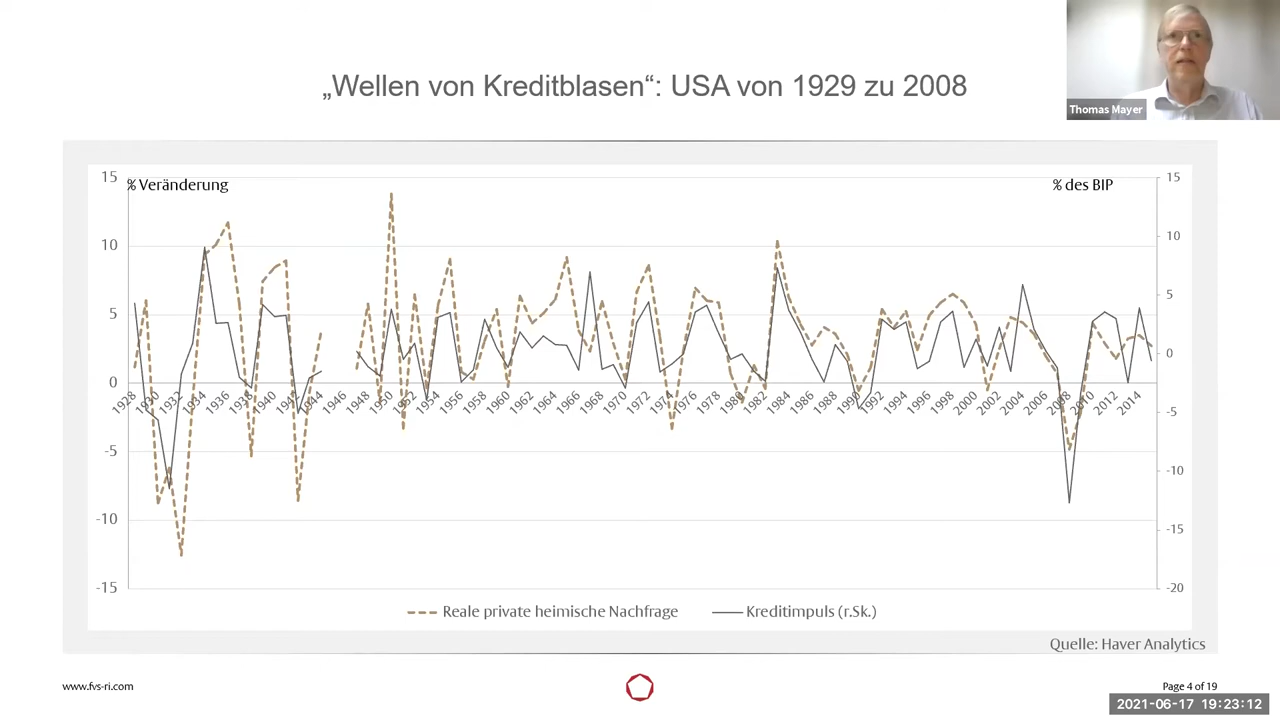 „Wellen von Kreditblasen“: USA von 1929 zu 2008
Thomas Mayer
% Veränderung
% des BIP
15
10
5
0
-5
-10
-15
15
10
5
0
-5
-10
-15
-20
1928 1930 1932 1934 1936 1938 1940 1942 1944 1946 1948 1950 1952 1954 1956 1958 1960 1962 1964 1966 1968 1970 1972 1974 1976 1978 1980 1982 1984 1986 1988 1990 1992 1994 1996 1998 2000 2002 2004 2006 2008 2010 2012 2014
Reale private heimische Nachfrage
Kreditimpuls (r.Sk.)
Quelle: Haver Analytics
www.fvs-ri.com
Page 4 of 19
2021-06-17 19:23:12